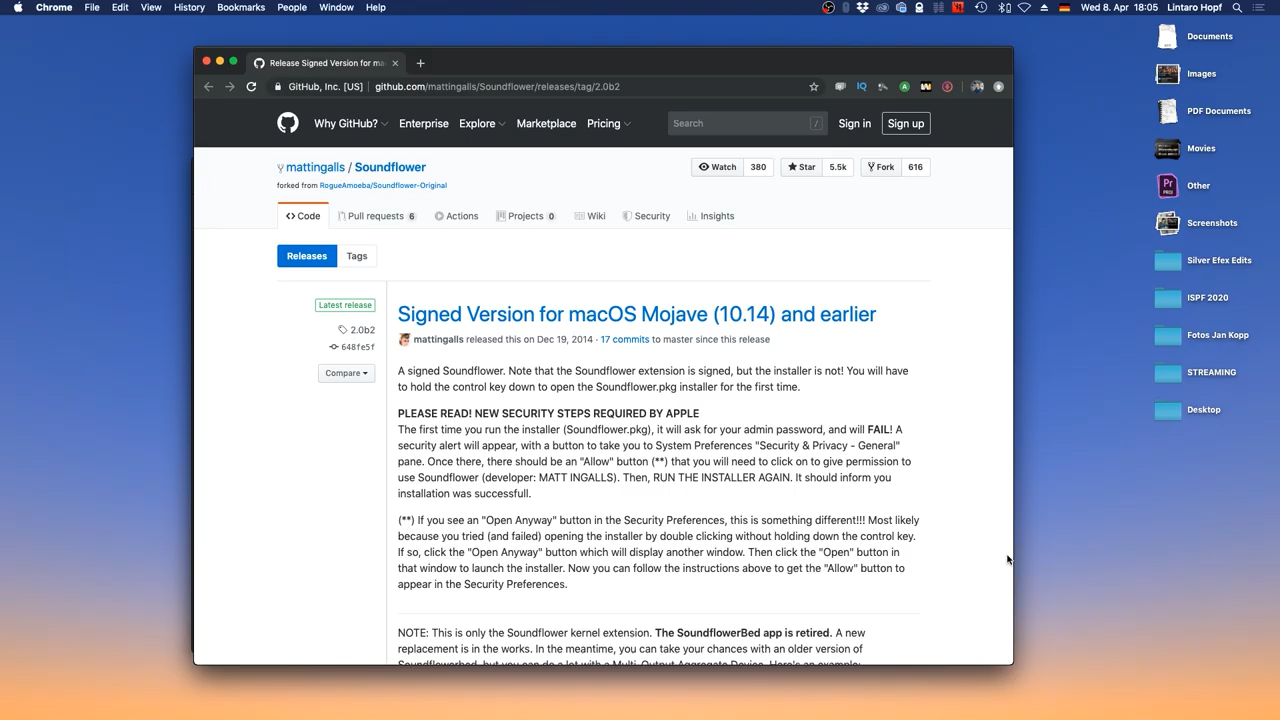 Chrome File Edit View History Bookmarks People Window Help Wed 8. Apr 18:05 Lintaro Hopf
Documents
Images
PDF Documents
Movies
Other
Screenshots
Silver Efex Edits
ISPF 2020
Fotos Jan Kopp
STREAMING
Desktop
Release Signed Version for ma
GitHub, Inc. [US] github.com/mattingalls/Soundflower/releases/tag/2.0b2
Why GitHub? Enterprise Explore Marketplace Pricing Search / Sign in Sign up
mattingalls / Soundflower Watch 380 Star 5.5k Fork 616
forked from RogueAmoeba/Soundflower-Original
Code Pull requests 6 Actions Projects 0 Wiki Security Insights
Releases Tags
Latest release
2.0b2
648fe5f
Compare
Signed Version for macOS Mojave (10.14) and earlier
mattingalls released this on Dec 19, 2014 · 17 commits to master since this release
A signed Soundflower. Note that the Soundflower extension is signed, but the installer is not! You will have
to hold the control key down to open the Soundflower.pkg installer for the first time.
PLEASE READ! NEW SECURITY STEPS REQUIRED BY APPLE
The first time you run the installer (Soundflower.pkg), it will ask for your admin password, and will FAIL! A
security alert will appear, with a button to take you to System Preferences "Security & Privacy - General"
pane. Once there, there should be an "Allow" button (**) that you will need to click on to give permission to
use Soundflower (developer: MATT INGALLS). Then, RUN THE INSTALLER AGAIN. It should inform you
installation was successfull.
(**) If you see an "Open Anyway" button in the Security Preferences, this is something different!!! Most likely
because you tried (and failed) opening the installer by double clicking without holding down the control key.
If so, click the "Open Anyway" button which will display another window. Then click the "Open" button in
that window to launch the installer. Now you can follow the instructions above to get the "Allow" button to
appear in the Security Preferences.
NOTE: This is only the Soundflower kernel extension. The SoundflowerBed app is retired. A new
replacement is in the works. In the meantime, you can take your chances with an older version of
Soundflowerbed, but you can do a lot with a Multi-Output Aggregate Device. Here's an example: